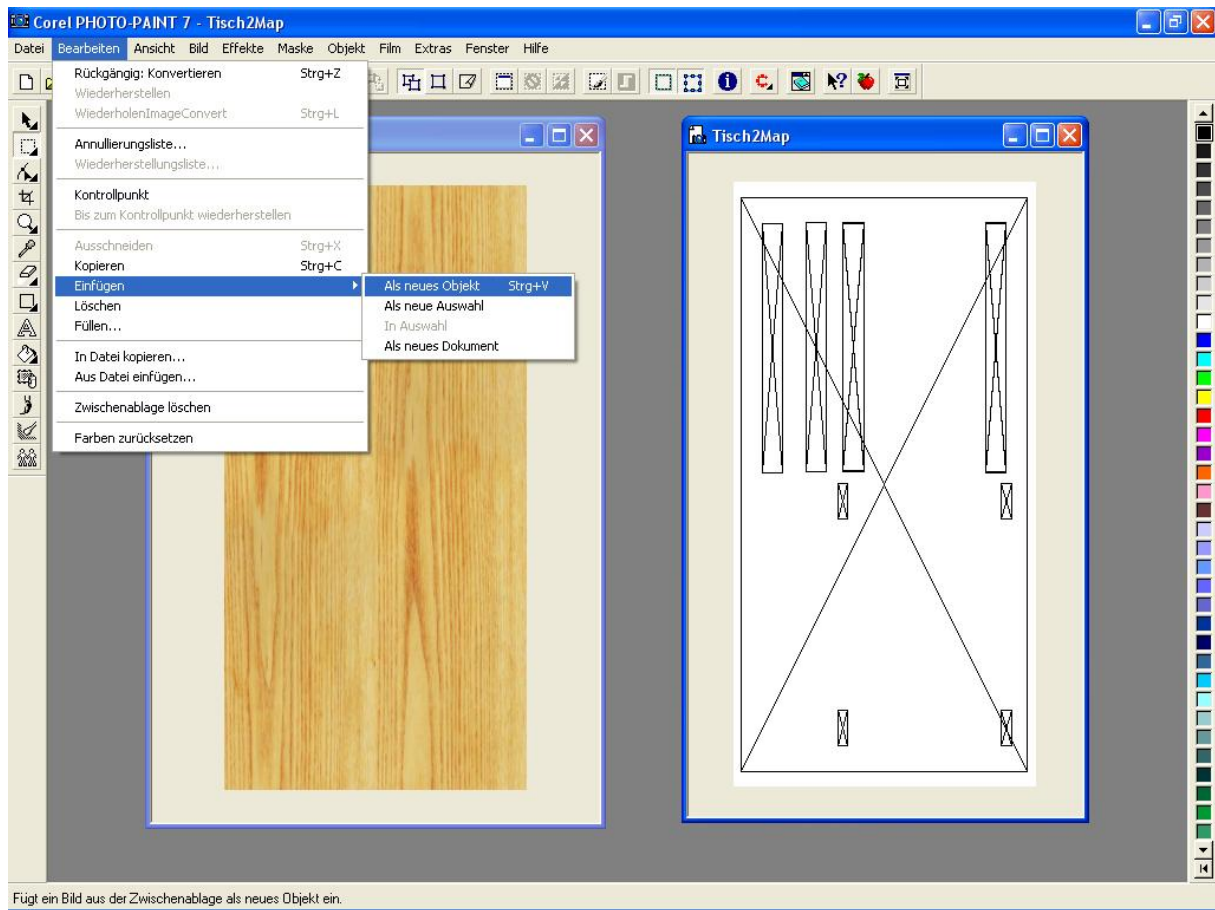 Corel PHOTO-PAINT 7 - Tisch2Map
Datei Bearbeiten Ansicht Bild Effekte Maske Objekt Film Extras Fenster Hilfe
Rückgängig: Konvertieren Strg+Z
Wiederherstellen
WiederholenImageConvert Strg+L
Annullierungsliste...
Wiederherstellungsliste...
Kontrollpunkt
Bis zum Kontrollpunkt wiederherstellen
Ausschneiden Strg+X
Kopieren Strg+C
Einfügen
Löschen
Füllen...
In Datei kopieren...
Aus Datei einfügen...
Zwischenablage löschen
Farben zurücksetzen
Als neues Objekt Strg+V
Als neue Auswahl
In Auswahl
Als neues Dokument
Tisch2Map
Fügt ein Bild aus der Zwischenablage als neues Objekt ein.